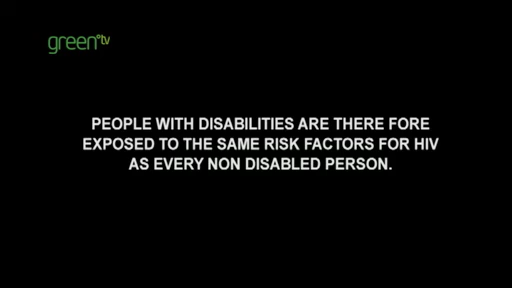 green tv
PEOPLE WITH DISABILITIES ARE THERE FORE
EXPOSED TO THE SAME RISK FACTORS FOR HIV
AS EVERY NON DISABLED PERSON.